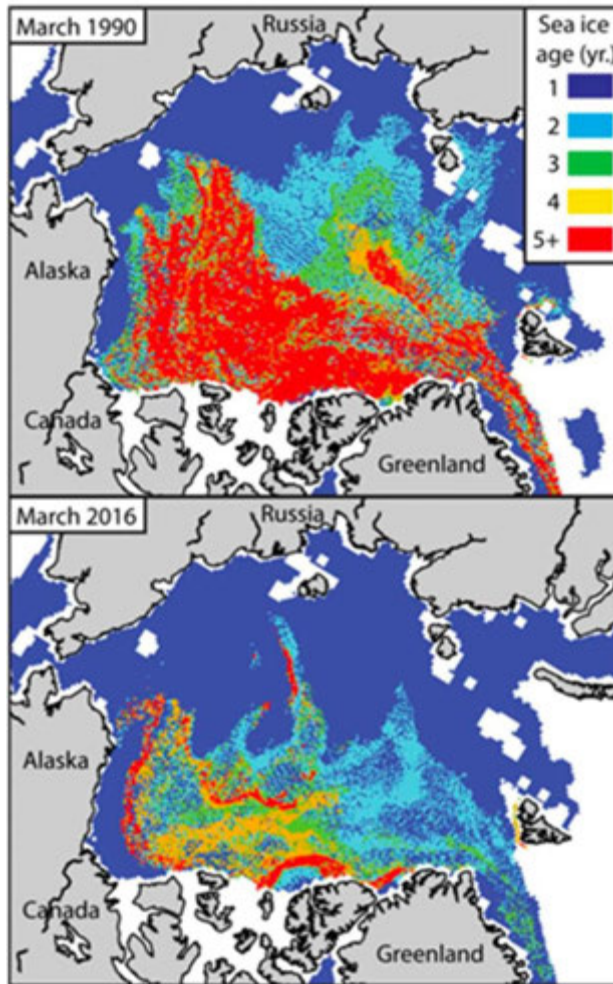 March 1990
Russia
Sea ice
age (yr.)
1
2
3
4
5+
Alaska
Canada
Greenland
March 2016
Russia
Alaska
Canada
Greenland